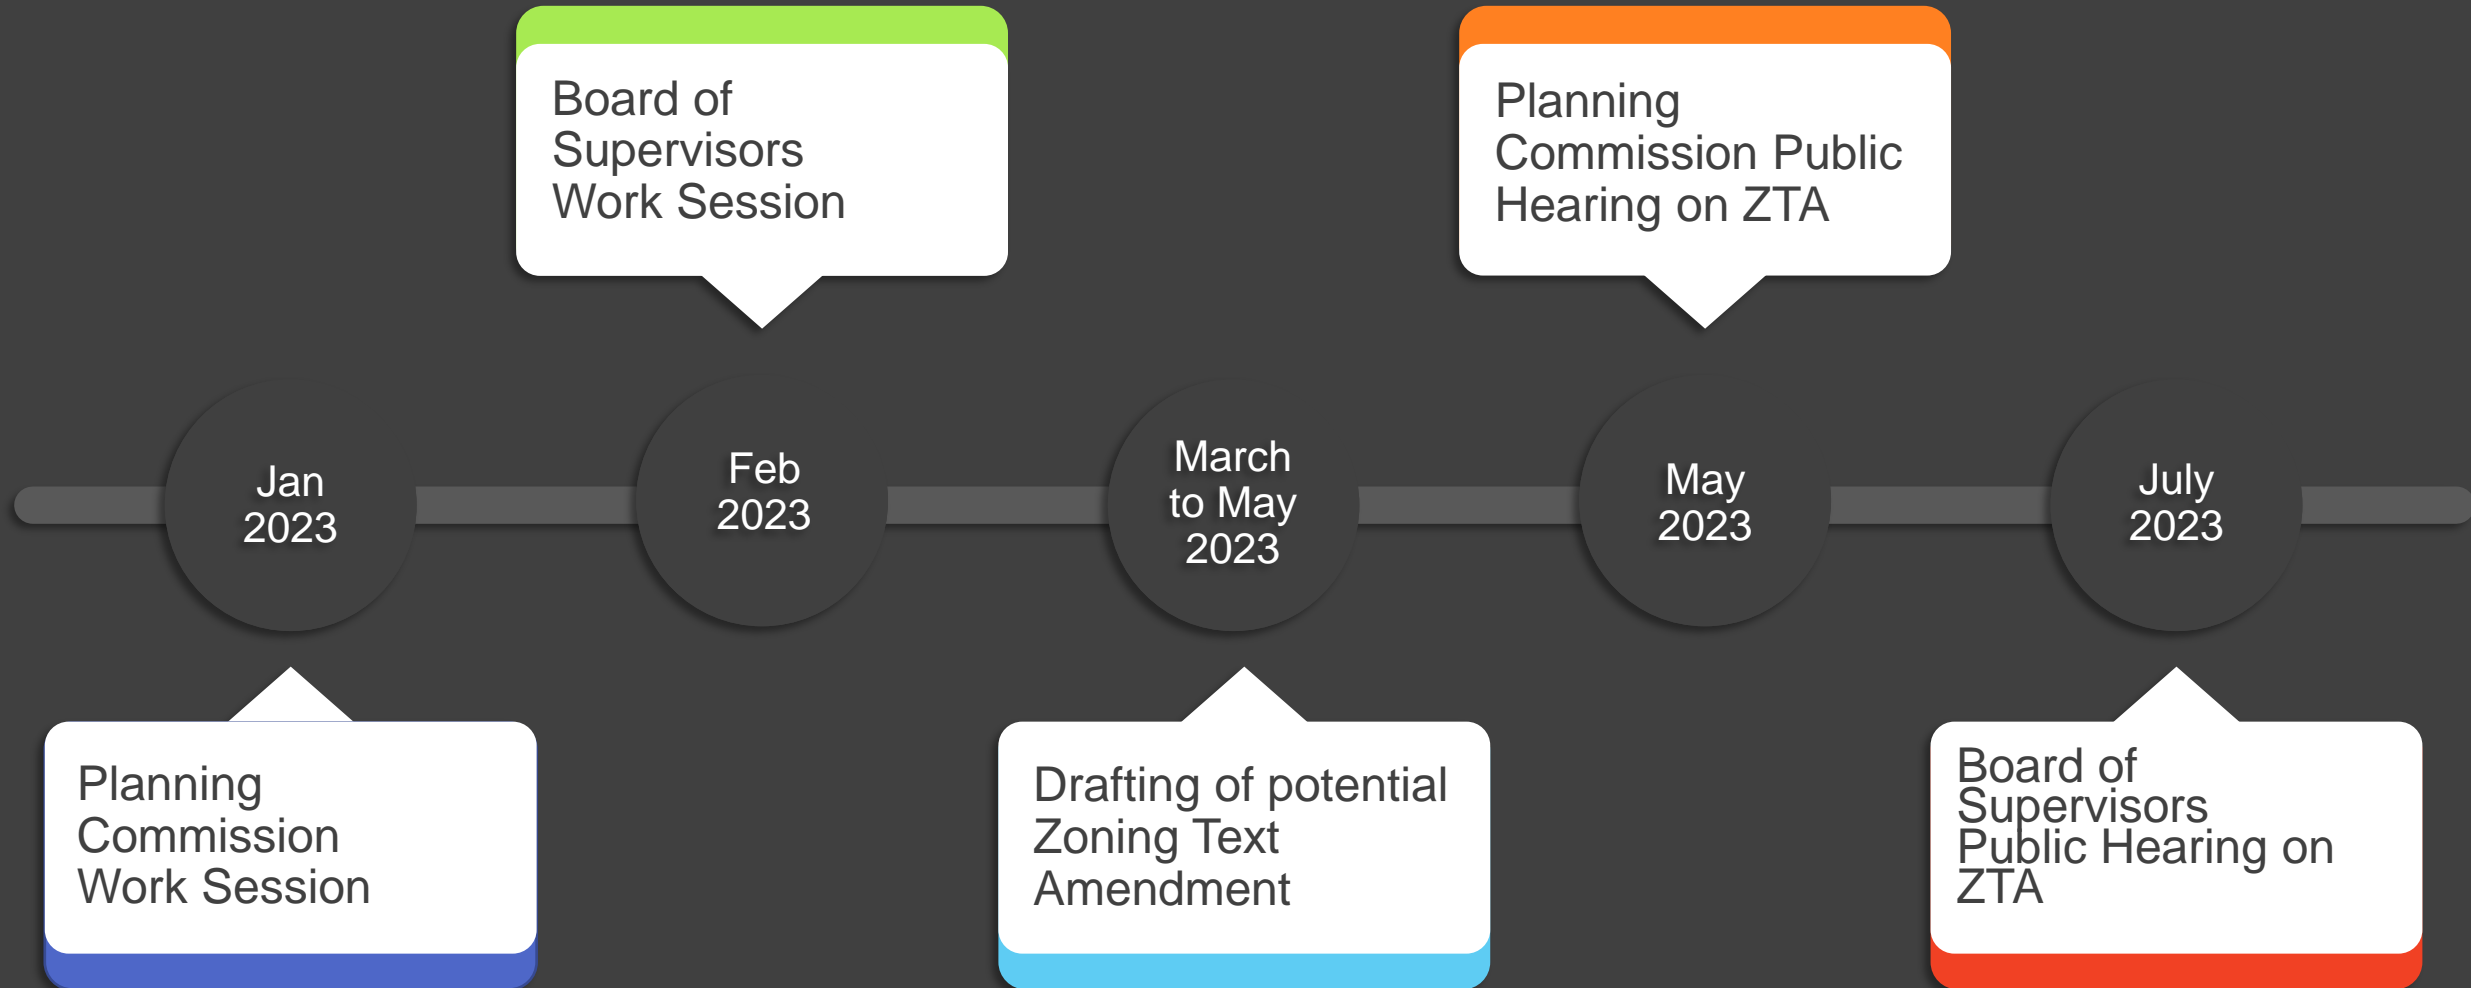 Board of
Supervisors
Work Session
Planning
Commission Public
Hearing on ZTA
Jan
2023
Feb
2023
March
to May
2023
May
2023
July
2023
Planning
Commission
Work Session
Drafting of potential
Zoning Text
Amendment
Board of
Supervisors
Public Hearing on
ZTA